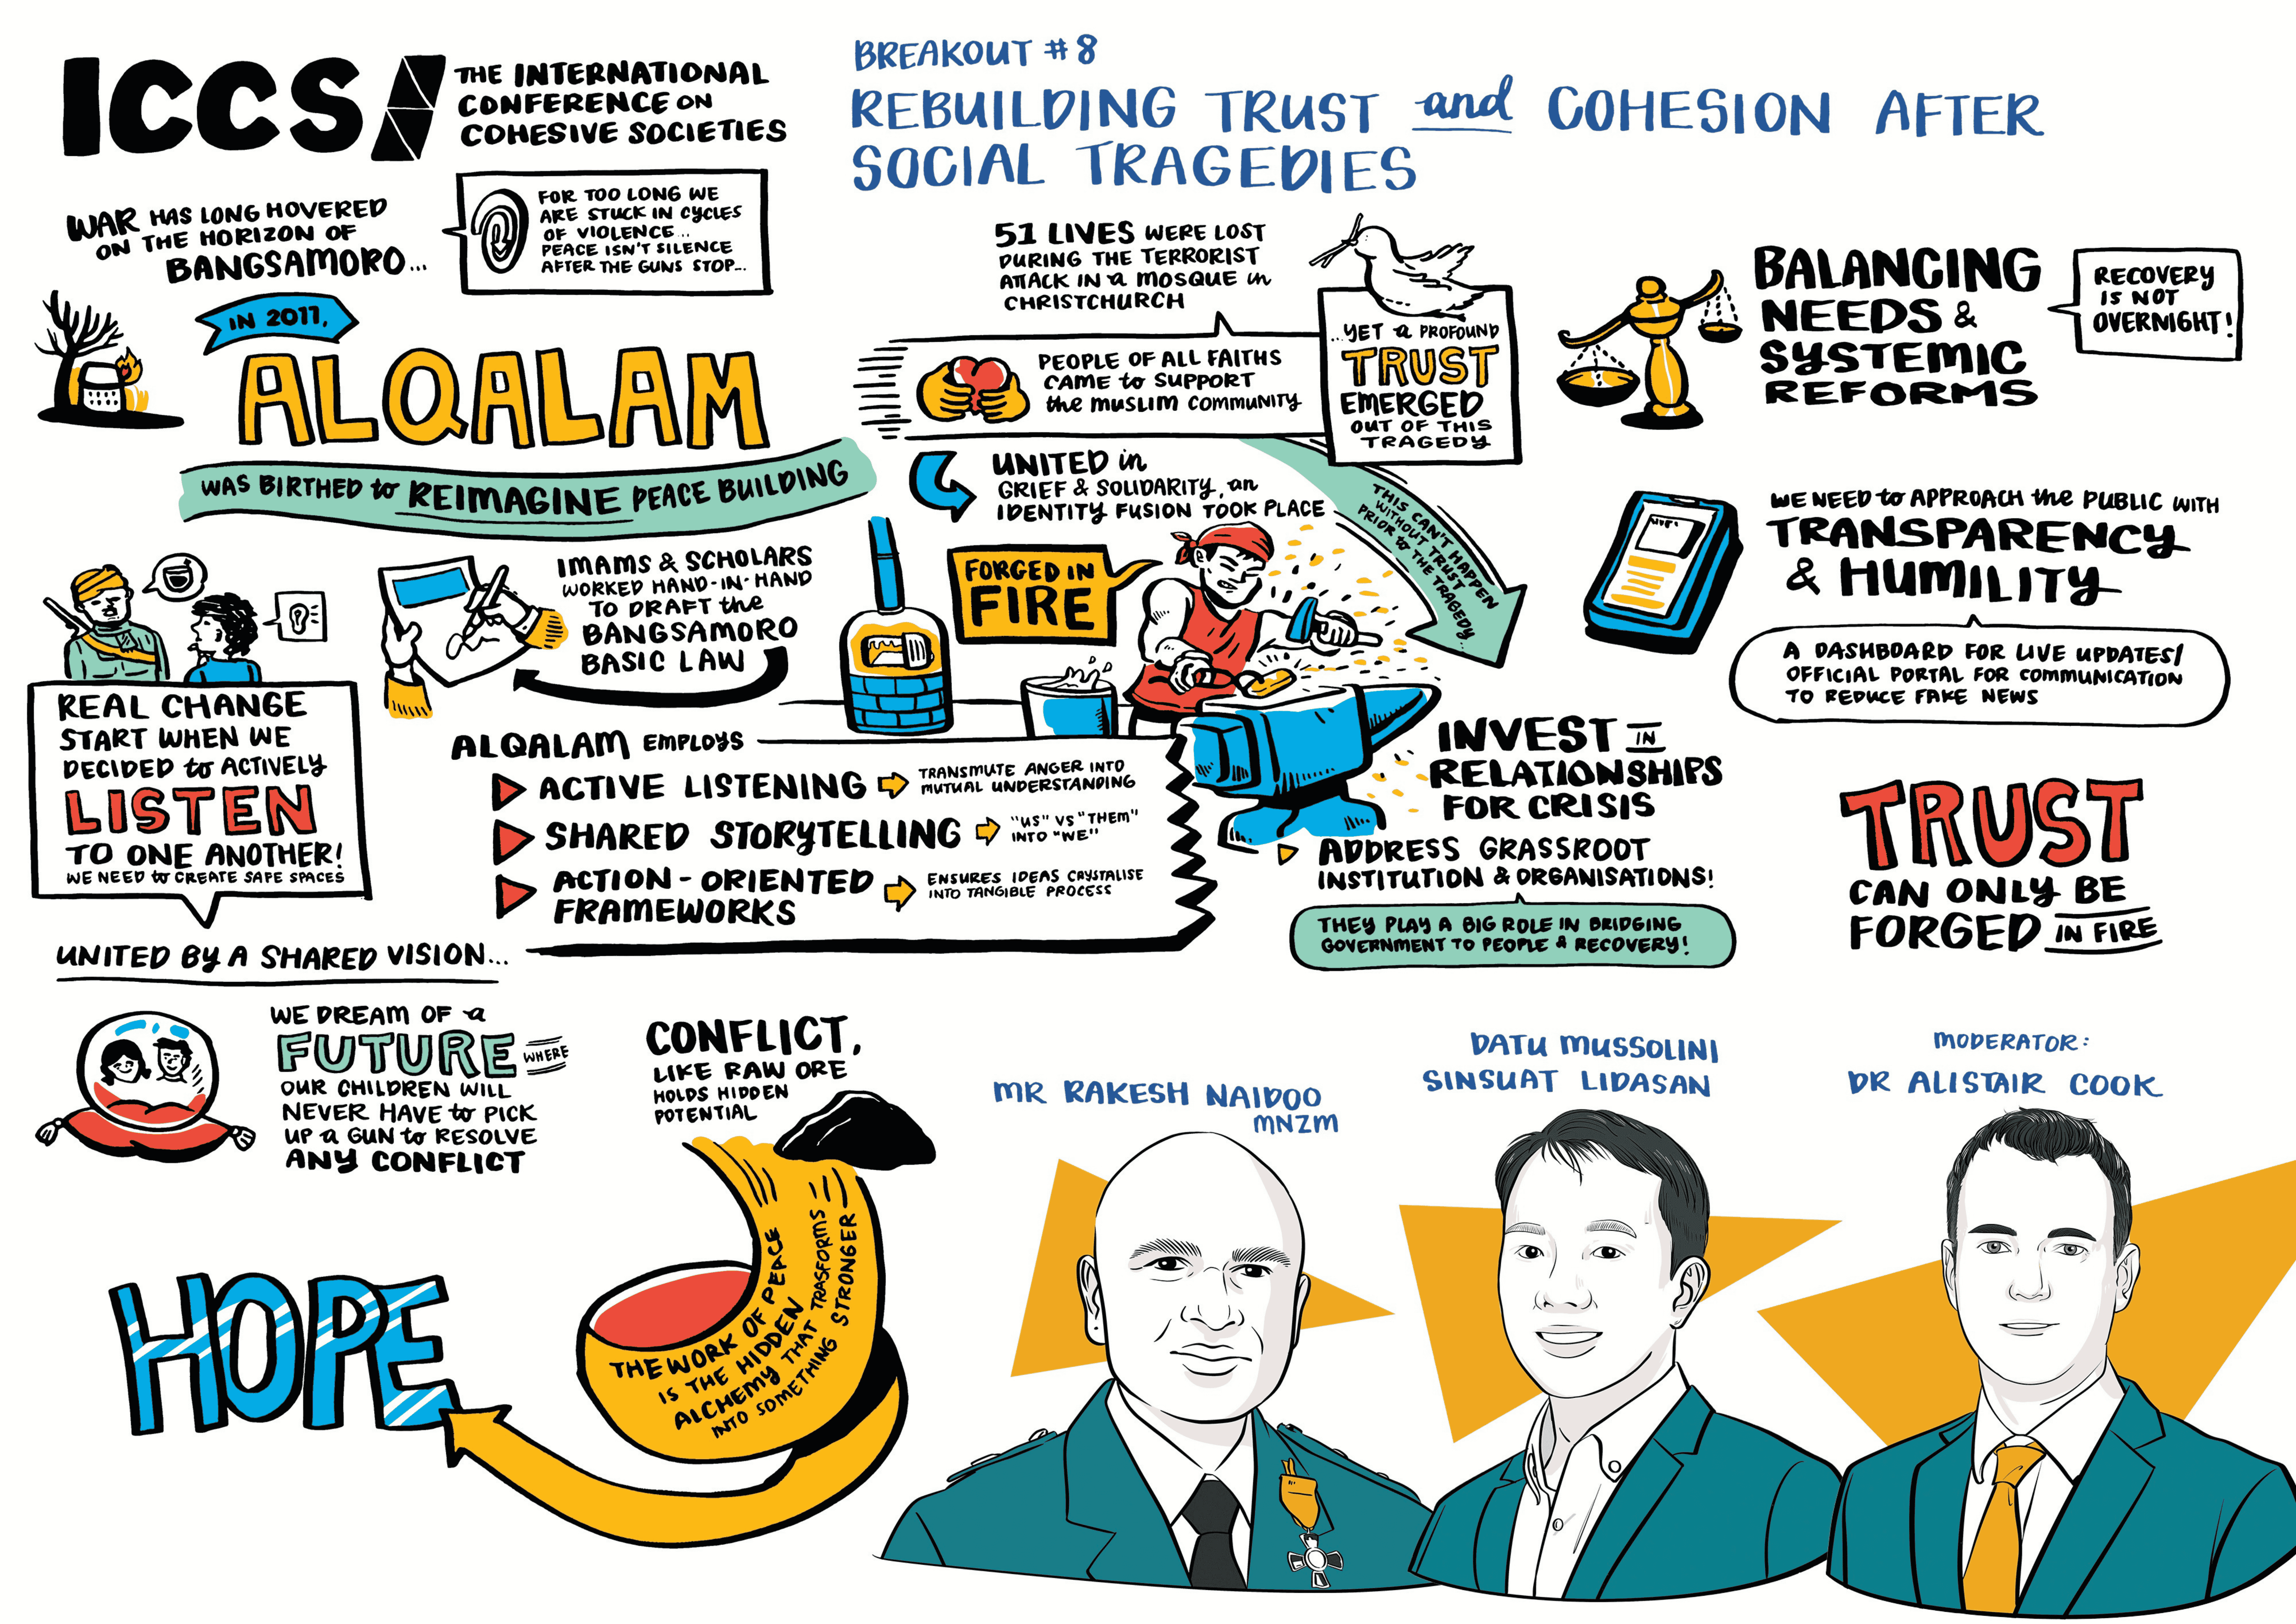 ICCS
THE INTERNATIONAL
CONFERENCE ON
COHESIVE SOCIETIES
BREAKOUT #8
REBUILDING TRUST and COHESION AFTER
SOCIAL TRAGEDIES
WAR HAS LONG HOVERED
ON THE HORIZON OF
BANGSAMORO...
FOR TOO LONG WE
ARE STUCK IN CYCLES
OF VIOLENCE...
PEACE ISN'T SILENCE
AFTER THE GUNS STOP...
IN 2011,
ALQALAM
WAS BIRTHED to REIMAGINE PEACE BUILDING
IMAMS & SCHOLARS
WORKED HAND-IN-HAND
TO DRAFT the
BANGSAMORO
BASIC LAW
REAL CHANGE
START WHEN WE
DECIDED to ACTIVELY
LISTEN
TO ONE ANOTHER!
WE NEED to CREATE SAFE SPACES
UNITED BY A SHARED VISION...
ALQALAM EMPLOYS
ACTIVE LISTENING
TRANSMUTE ANGER INTO
MUTUAL UNDERSTANDING
SHARED STORYTELLING
"US" VS "THEM"
INTO "WE"
ACTION-ORIENTED
FRAMEWORKS
ENSURES IDEAS CRYSTALISE
INTO TANGIBLE PROCESS
WE DREAM OF a
FUTURE WHERE
OUR CHILDREN WILL
NEVER HAVE to PICK
UP a GUN to RESOLVE
ANY CONFLICT
CONFLICT,
LIKE RAW ORE
HOLDS HIDDEN
POTENTIAL
THE WORK OF PEACE
IS THE HIDDEN
ALCHEMY THAT TRASFORMS
INTO SOMETHING STRONGER
HOPE
51 LIVES WERE LOST
DURING THE TERRORIST
ATTACK IN a MOSQUE in
CHRISTCHURCH
PEOPLE OF ALL FAITHS
CAME to SUPPORT
the MUSLIM COMMUNITY
...YET a PROFOUND
TRUST
EMERGED
OUT OF THIS
TRAGEDY
UNITED in
GRIEF & SOLIDARITY, an
IDENTITY FUSION TOOK PLACE
THIS CAN'T HAPPEN
WITHOUT TRUST
PRIOR to THE TRAGEDY...
FORGED IN
FIRE
INVEST IN
RELATIONSHIPS
FOR CRISIS
ADDRESS GRASSROOT
INSTITUTION & ORGANISATIONS!
THEY PLAY A BIG ROLE IN BRIDGING
GOVERNMENT TO PEOPLE & RECOVERY!
BALANCING
NEEDS &
SYSTEMIC
REFORMS
RECOVERY
IS NOT
OVERNIGHT!
WE NEED to APPROACH the PUBLIC WITH
TRANSPARENCY
& HUMILITY
A DASHBOARD FOR LIVE UPDATES/
OFFICIAL PORTAL FOR COMMUNICATION
TO REDUCE FAKE NEWS
TRUST
CAN ONLY BE
FORGED IN FIRE
MR RAKESH NAIDOO
MNZM
DATU MUSSOLINI
SINSUAT LIDASAN
MODERATOR:
DR ALISTAIR COOK